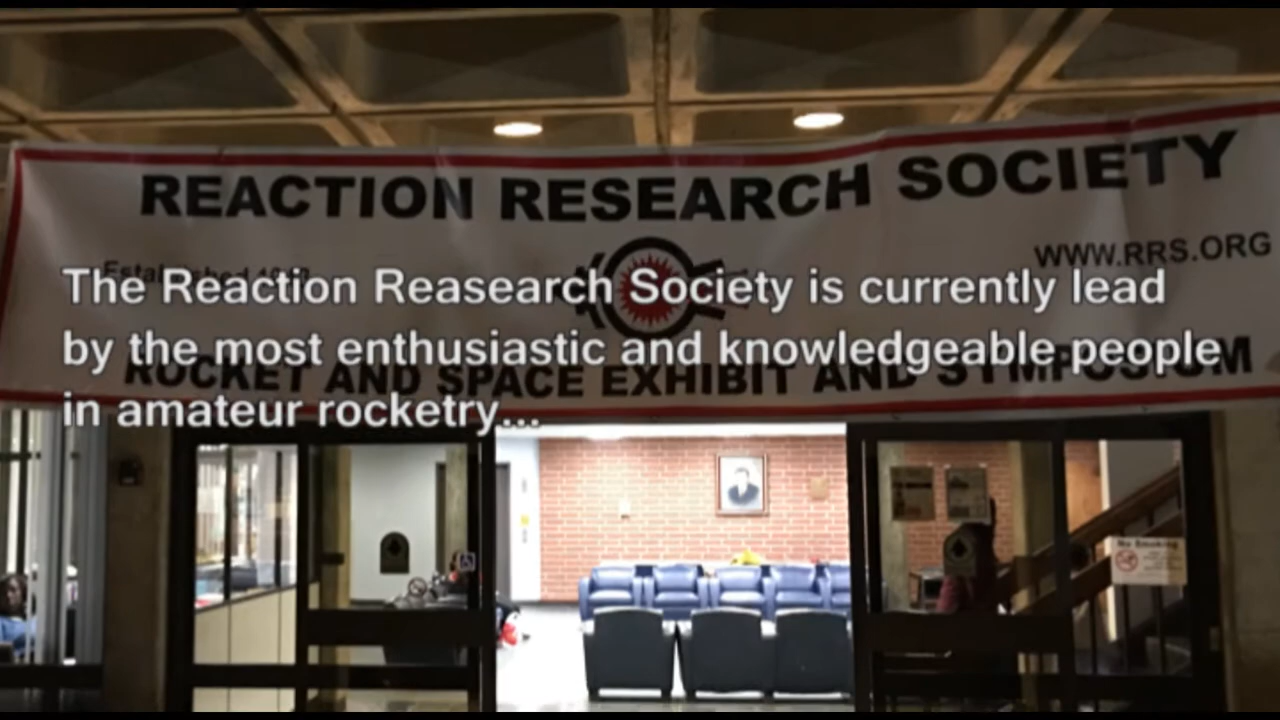 REACTION RESEARCH SOCIETY
WWW.RRS.ORG
Established
The Reaction Reasearch Society is currently lead
by the most enthusiastic and knowledgeable people
in amateur rocketry...
ROCKET AND SPACE EXHIBIT AND SYMPOSIUM
No Smoking